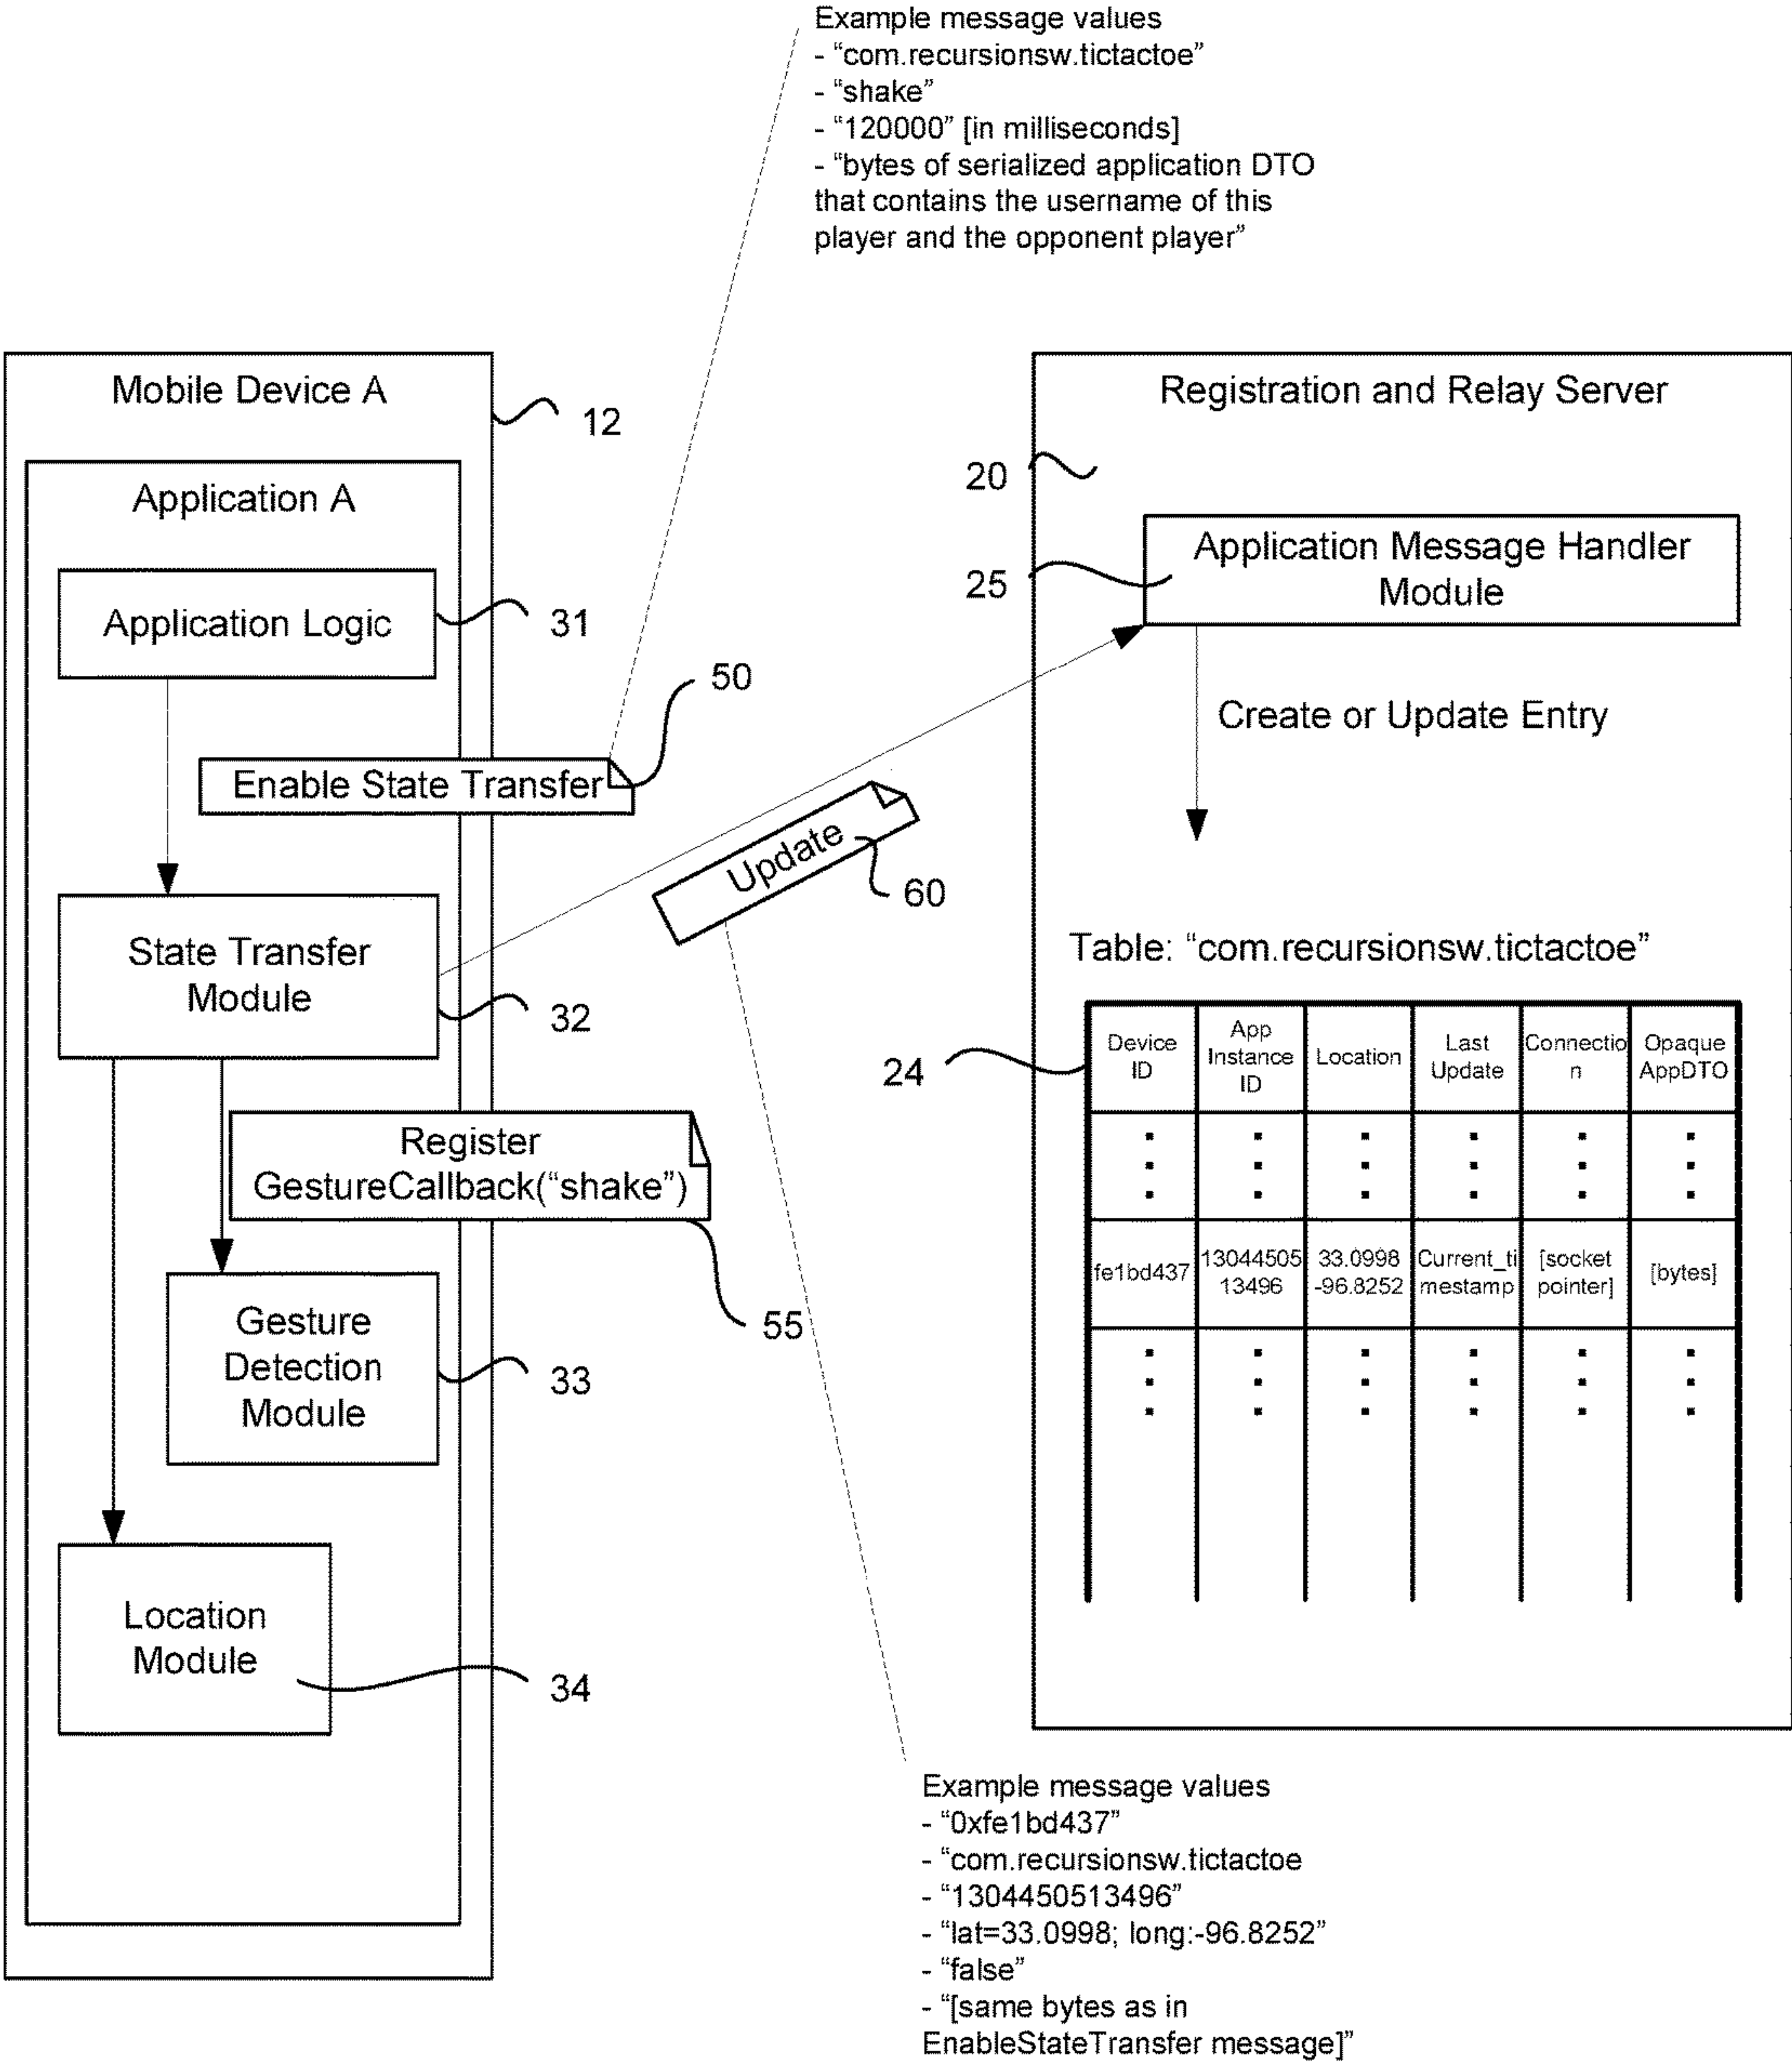 Example message values
- “com.recursionsw.tictactoe”
- “shake”
- “120000” [in milliseconds]
- “bytes of serialized application DTO
that contains the username of this
player and the opponent player”
Mobile Device A
12
Application A
Application Logic
31
Enable State Transfer
50
State Transfer
Module
32
Register
GestureCallback(“shake”)
55
Gesture
Detection
Module
33
Location
Module
34
Update
60
Registration and Relay Server
20
Application Message Handler
Module
25
Create or Update Entry
Table: “com.recursionsw.tictactoe”
24
Device
ID
App
Instance
ID
Location
Last
Update
Connectio
n
Opaque
AppDTO
fe1bd437
13044505
13496
33.0998
-96.8252
Current_ti
mestamp
[socket
pointer]
[bytes]
Example message values
- “0xfe1bd437”
- “com.recursionsw.tictactoe
- “1304450513496”
- “lat=33.0998; long:-96.8252”
- “false”
- “[same bytes as in
EnableStateTransfer message]”